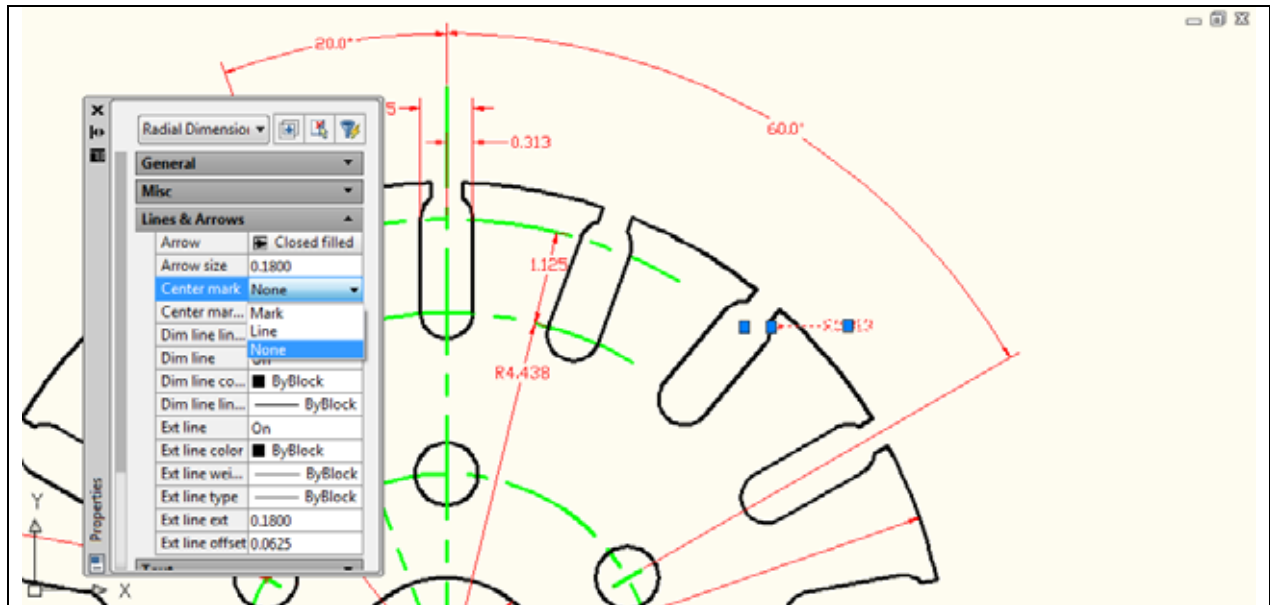 20.0°
60.0°
0.313
1.125
R4.438
Radial Dimension
General
Misc
Lines & Arrows
Arrow Closed filled
Arrow size 0.1800
Center mark None
Center mar... Mark
Line
None
Dim line lin...
Dim line On
Dim line co... ByBlock
Dim line lin... ByBlock
Ext line On
Ext line color ByBlock
Ext line wei... ByBlock
Ext line type ByBlock
Ext line ext 0.1800
Ext line offset 0.0625
Text
Properties
Y
X